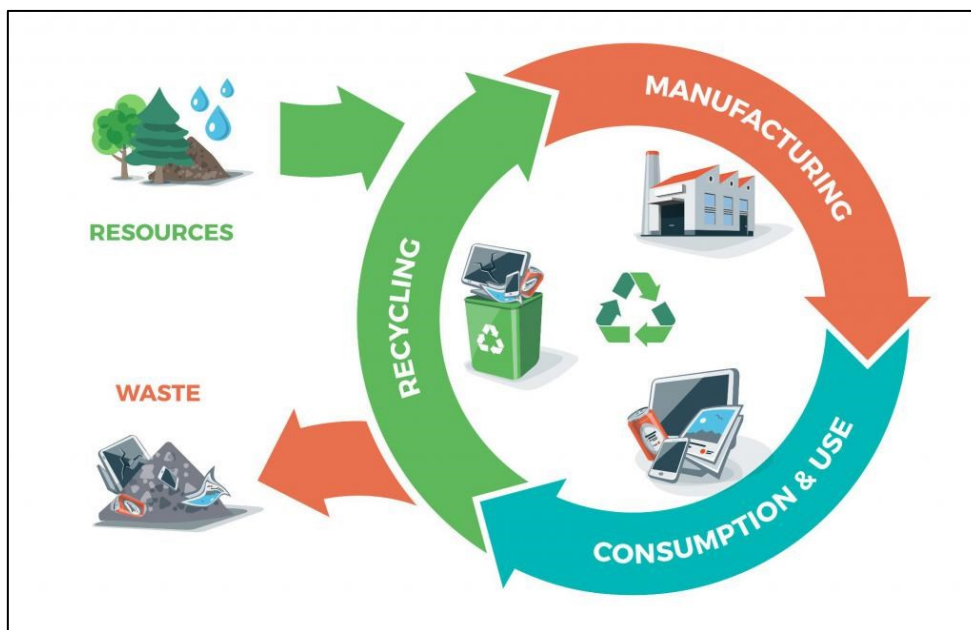 RESOURCES
WASTE
RECYCLING
MANUFACTURING
CONSUMPTION & USE